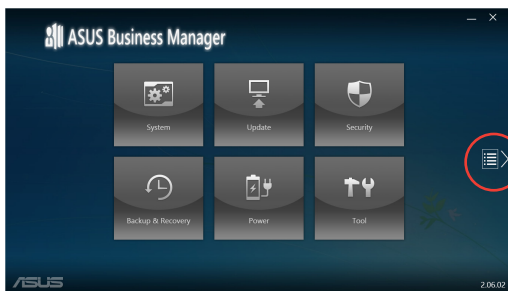 ASUS Business Manager
System
Update
Security
Backup & Recovery
Power
Tool
ASUS
2.06.02